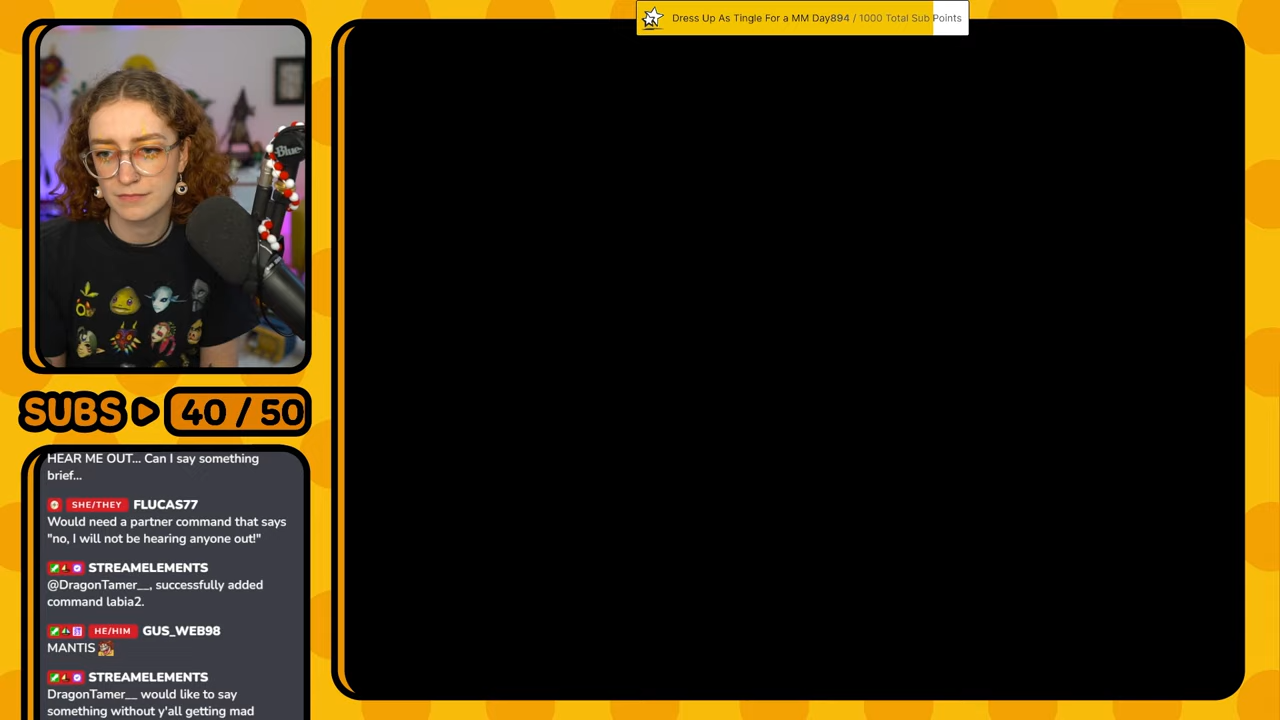 Dress Up As Tingle For a MM Day894 / 1000 Total Sub Points
Blue
SUBS 40 / 50
HEAR ME OUT... Can I say something
brief...
SHE/THEY FLUCAS77
Would need a partner command that says
"no, I will not be hearing anyone out!"
STREAMELEMENTS
@DragonTamer__, successfully added
command labia2.
HE/HIM GUS_WEB98
MANTIS
STREAMELEMENTS
DragonTamer__ would like to say
something without y'all getting mad